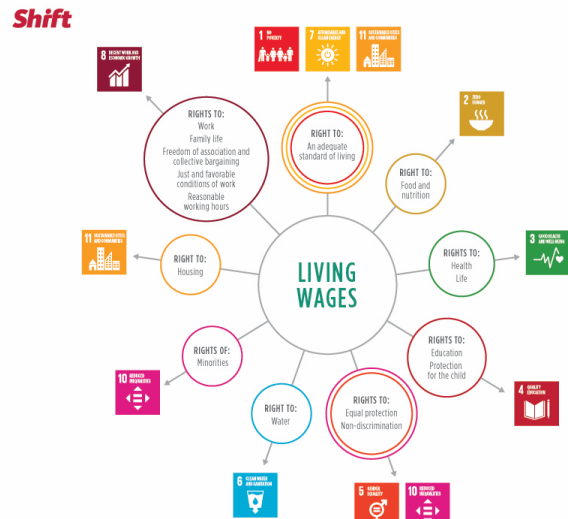 Shift
8 DECENT WORK AND
ECONOMIC GROWTH
1 NO
POVERTY
7 AFFORDABLE AND
CLEAN ENERGY
11 SUSTAINABLE CITIES
AND COMMUNITIES
2 ZERO
HUNGER
RIGHTS TO:
Work
Family life
Freedom of association and
collective bargaining
Just and favorable
conditions of work
Reasonable
working hours
RIGHT TO:
An adequate
standard of living
RIGHT TO:
Food and
nutrition
11 SUSTAINABLE CITIES
AND COMMUNITIES
RIGHT TO:
Housing
LIVING
WAGES
RIGHTS TO:
Health
Life
3 GOOD HEALTH
AND WELL-BEING
RIGHTS OF:
Minorities
10 REDUCED
INEQUALITIES
RIGHTS TO:
Education
Protection
for the child
4 QUALITY
EDUCATION
RIGHT TO:
Water
RIGHTS TO:
Equal protection
Non-discrimination
6 CLEAN WATER
AND SANITATION
5 GENDER
EQUALITY
10 REDUCED
INEQUALITIES